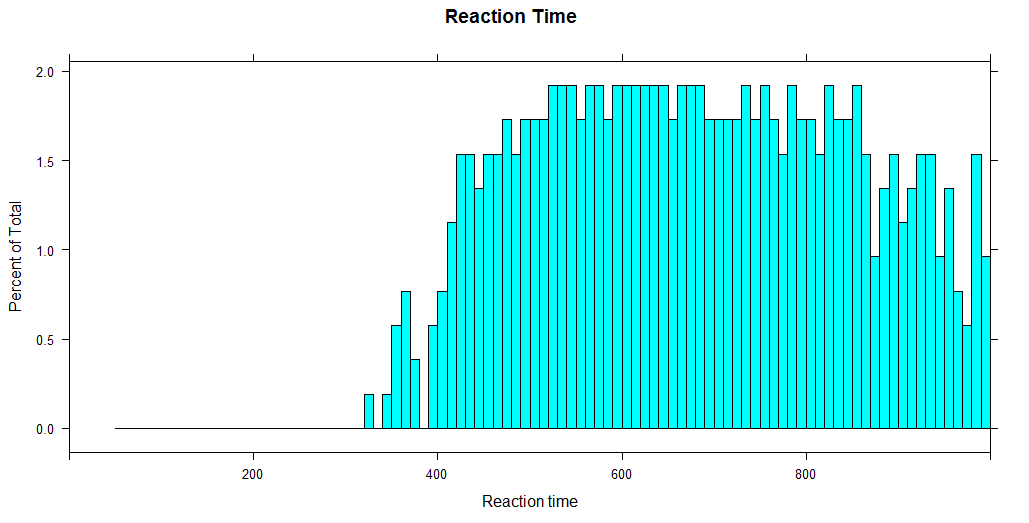 Reaction Time
2.0
1.5
1.0
0.5
0.0
Percent of Total
200 400 600 800
Reaction time